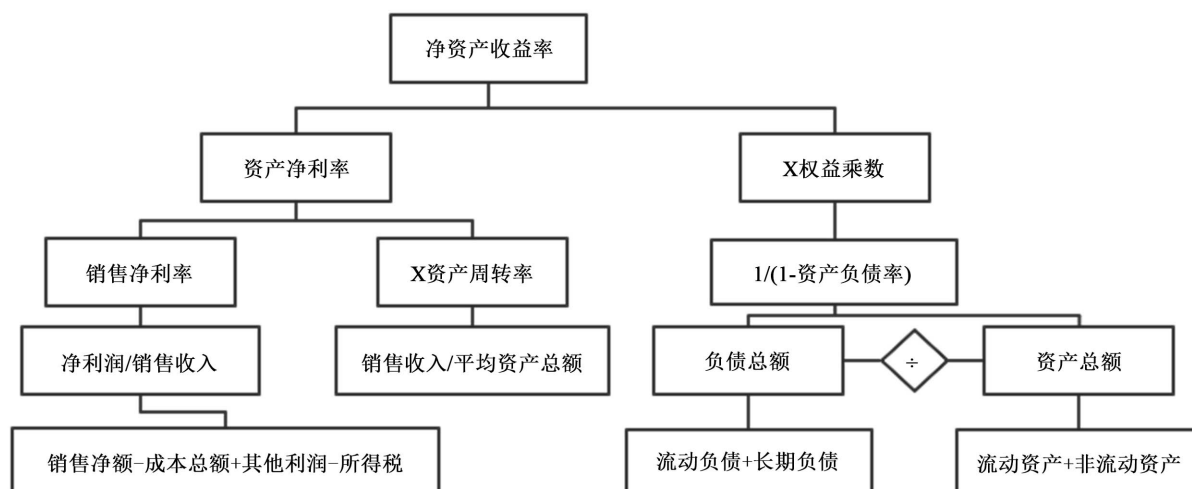 净资产收益率
资产净利率
X权益乘数
销售净利率
X资产周转率
1/(1-资产负债率)
净利润/销售收入
销售收入/平均资产总额
负债总额
÷
资产总额
销售净额-成本总额+其他利润-所得税
流动负债+长期负债
流动资产+非流动资产